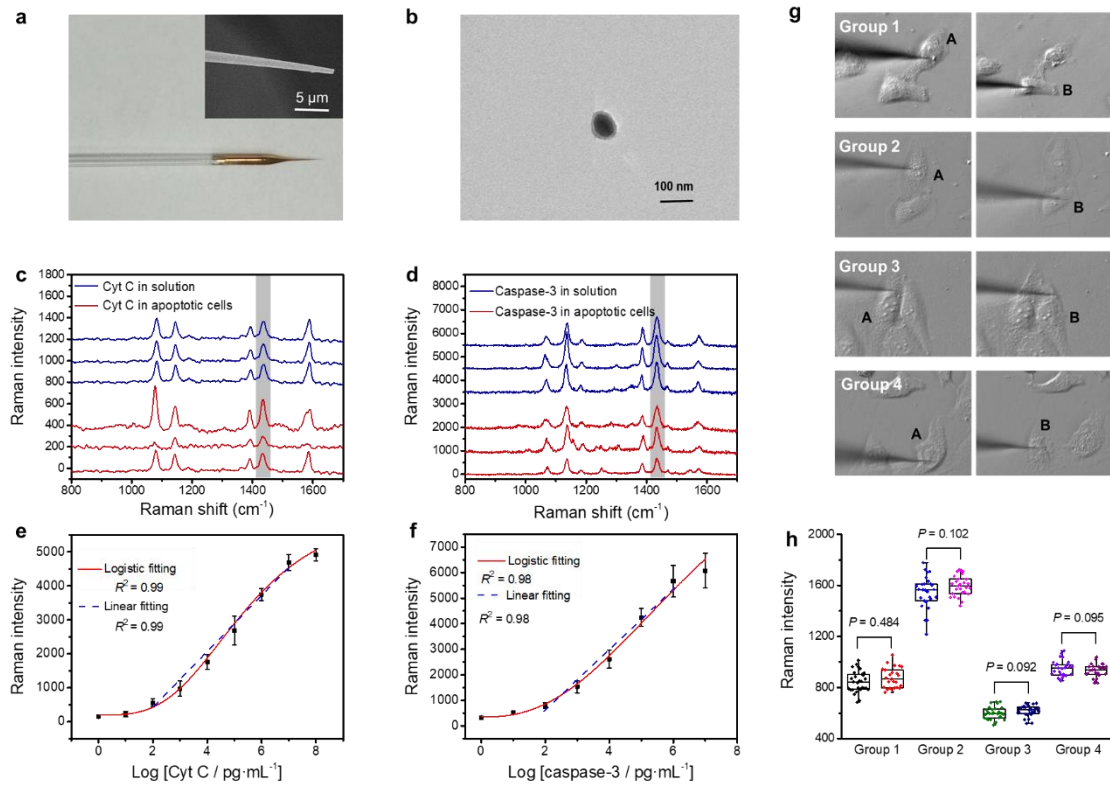 a
5 μm
b
100 nm
c
1800
1600
1400
1200
1000
800
600
400
200
0
Raman intensity
Cyt C in solution
Cyt C in apoptotic cells
800 1000 1200 1400 1600
Raman shift (cm⁻¹)
d
8000
7000
6000
5000
4000
3000
2000
1000
0
Raman intensity
Caspase-3 in solution
Caspase-3 in apoptotic cells
800 1000 1200 1400 1600
Raman shift (cm⁻¹)
e
5000
4000
3000
2000
1000
0
Raman intensity
Logistic fitting
R² = 0.99
Linear fitting
R² = 0.99
0 2 4 6 8
Log [Cyt C / pg·mL⁻¹]
f
7000
6000
5000
4000
3000
2000
1000
0
Raman intensity
Logistic fitting
R² = 0.98
Linear fitting
R² = 0.98
0 2 4 6 8
Log [caspase-3 / pg·mL⁻¹]
g
Group 1
A
B
Group 2
A
B
Group 3
A
B
Group 4
A
B
h
2000
1600
1200
800
400
Raman intensity
P = 0.484
P = 0.102
P = 0.092
P = 0.095
Group 1 Group 2 Group 3 Group 4